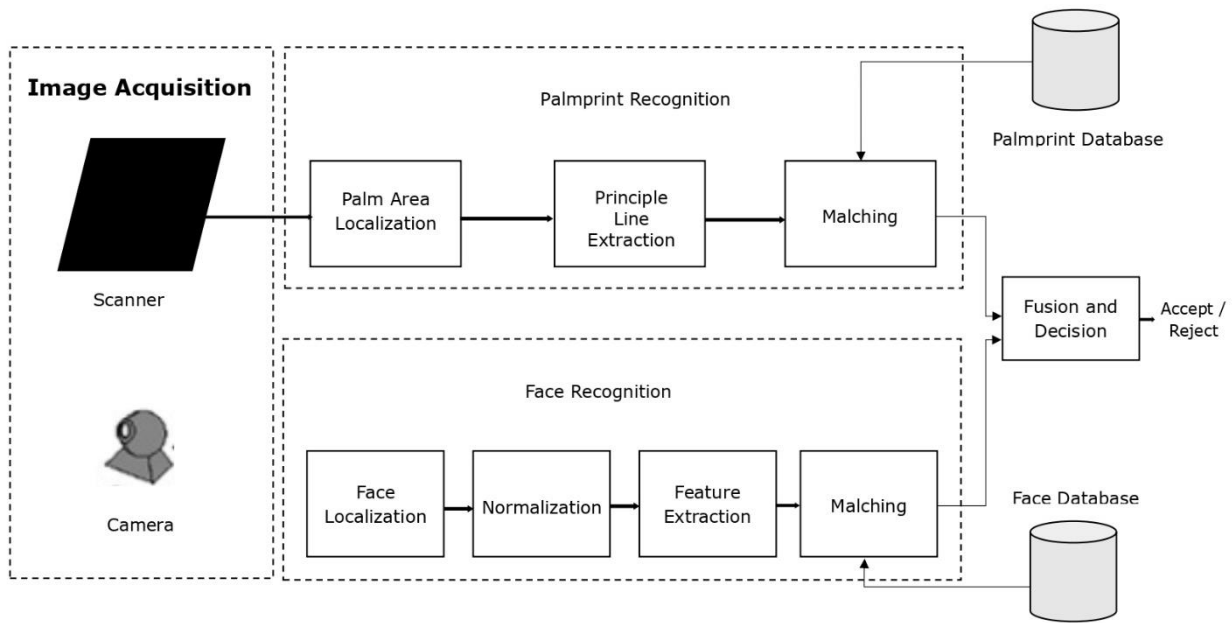 Image Acquisition
Scanner
Camera
Palmprint Recognition
Palm Area
Localization
Principle
Line
Extraction
Malching
Palmprint Database
Face Recognition
Face
Localization
Normalization
Feature
Extraction
Malching
Face Database
Fusion and
Decision
Accept /
Reject